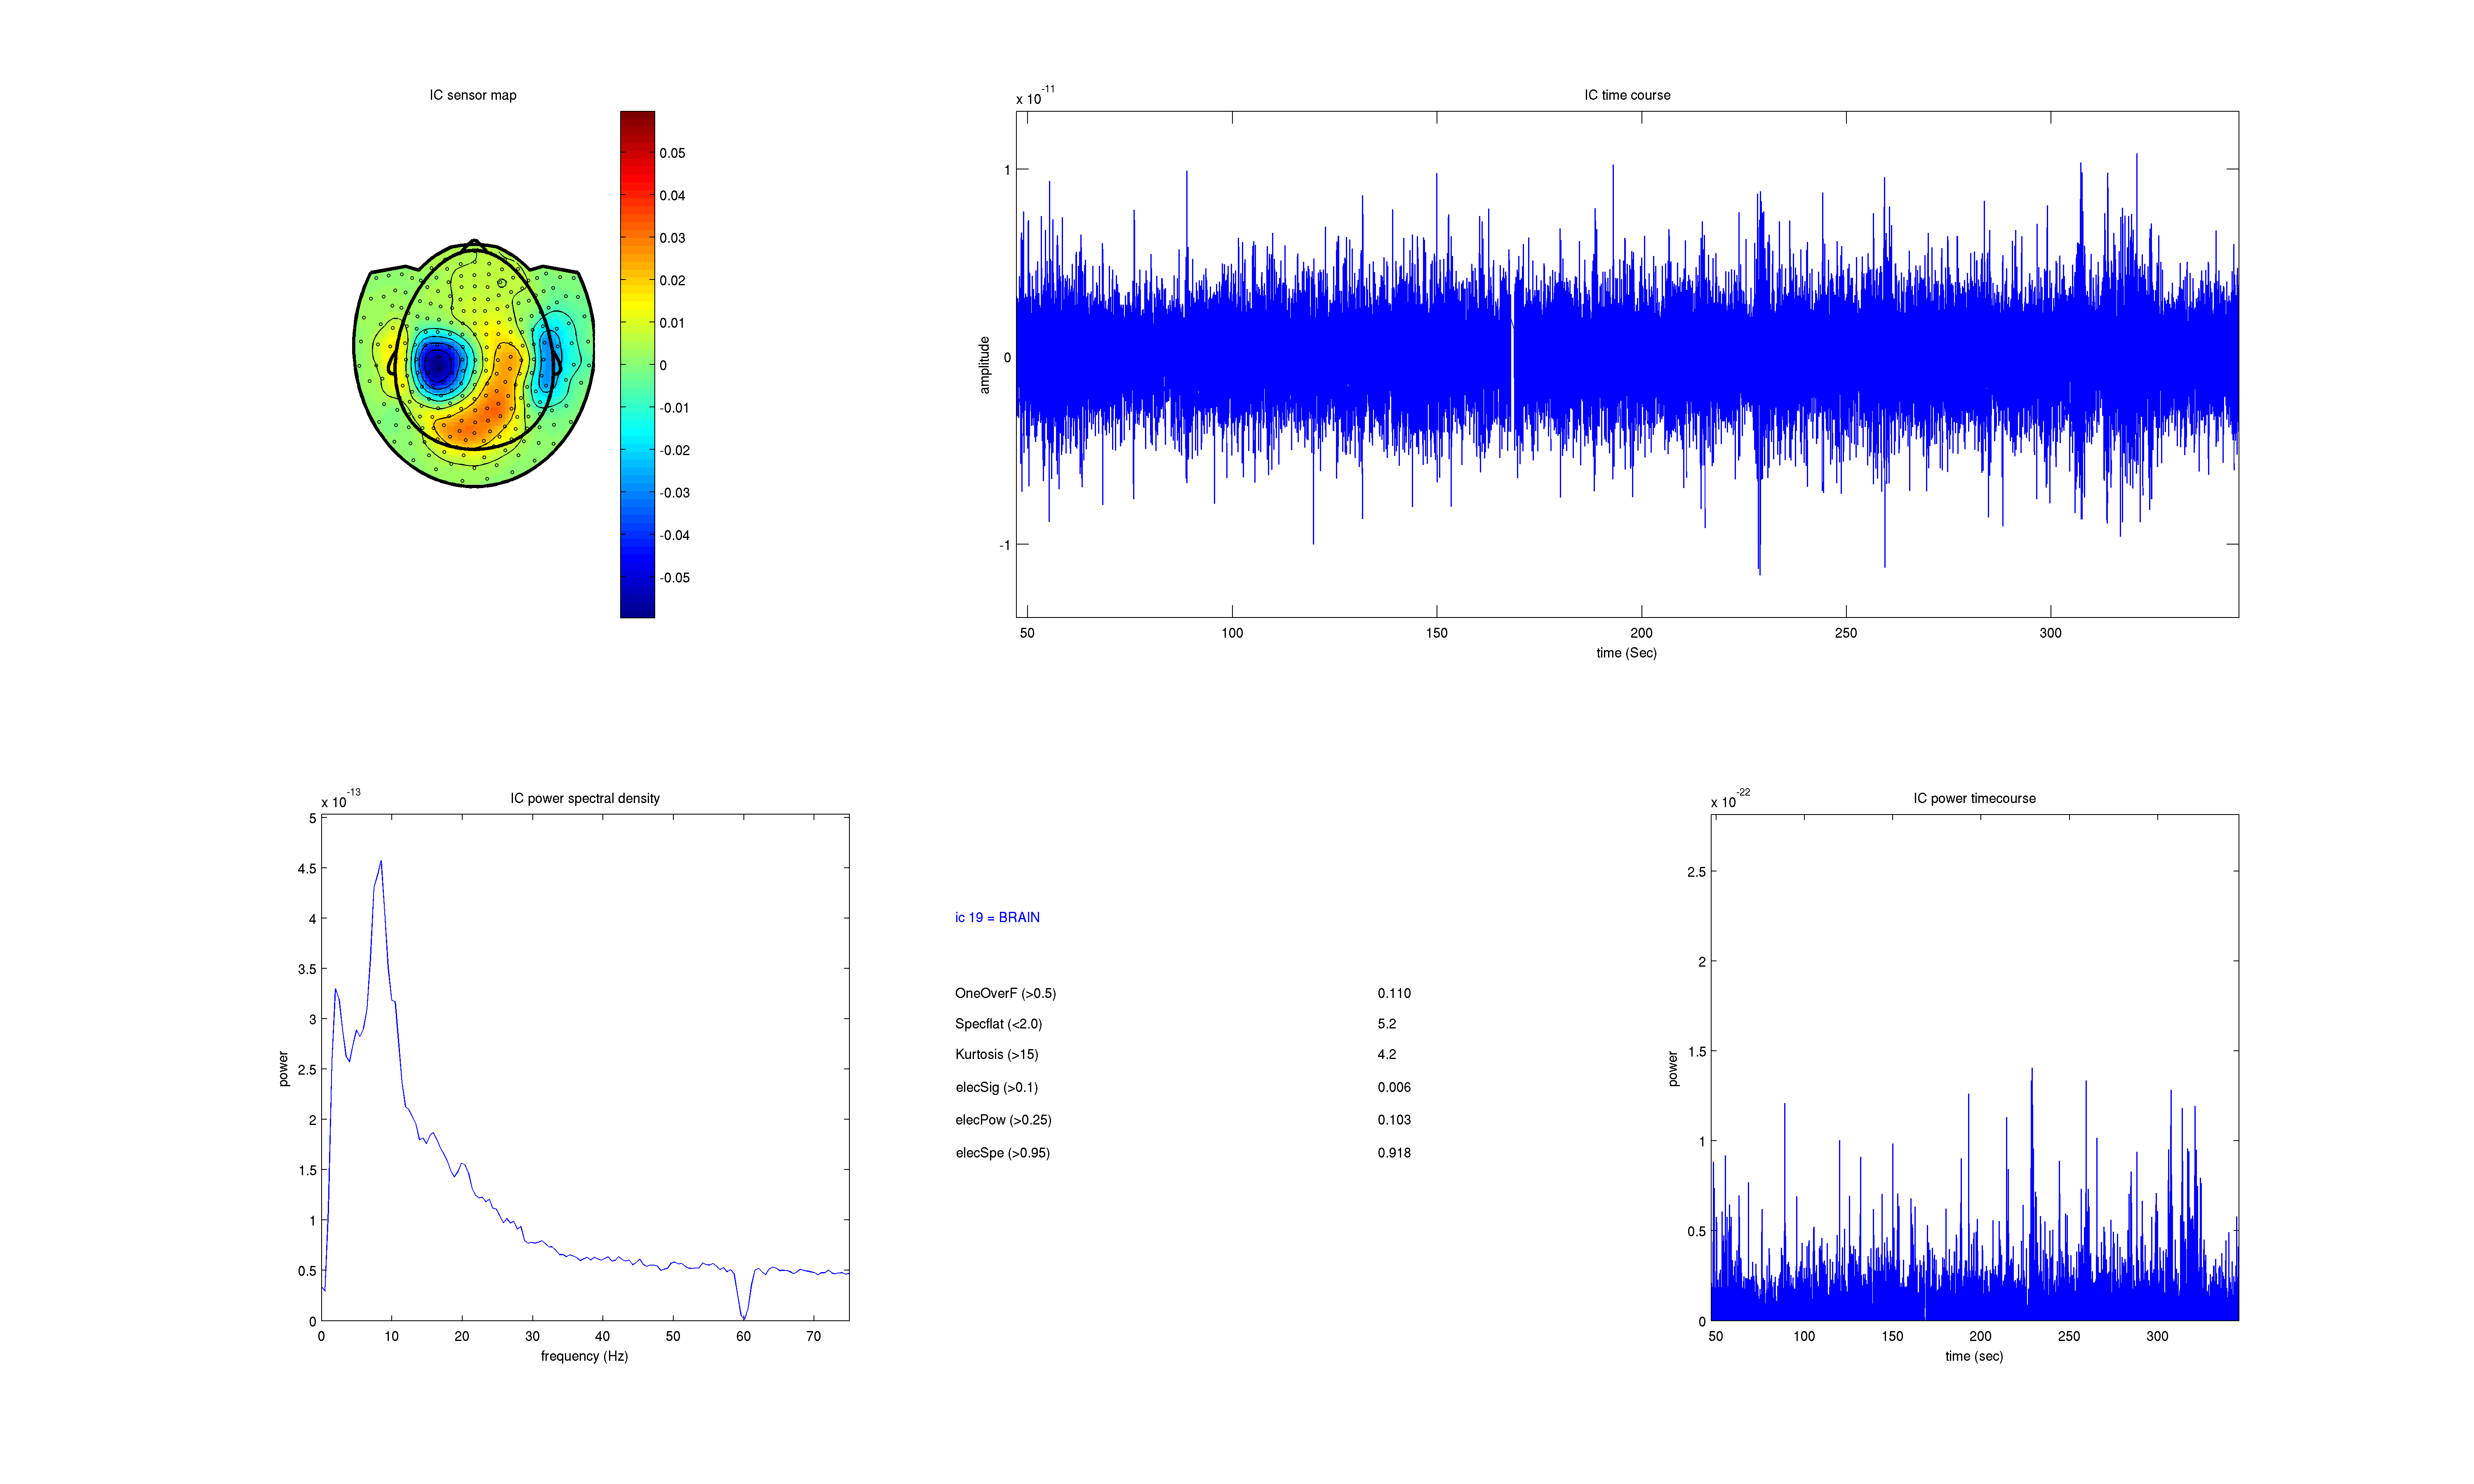 IC sensor map
0.05
0.04
0.03
0.02
0.01
0
-0.01
-0.02
-0.03
-0.04
-0.05
IC time course
x 10^-11
amplitude
1
0
-1
50 100 150 200 250 300
time (Sec)
IC power spectral density
x 10^-13
power
5
4.5
4
3.5
3
2.5
2
1.5
1
0.5
0
0 10 20 30 40 50 60 70
frequency (Hz)
ic 19 = BRAIN
OneOverF (>0.5) 0.110
Specflat (<2.0) 5.2
Kurtosis (>15) 4.2
elecSig (>0.1) 0.006
elecPow (>0.25) 0.103
elecSpe (>0.95) 0.918
IC power timecourse
x 10^-22
power
2.5
2
1.5
1
0.5
0
50 100 150 200 250 300
time (sec)